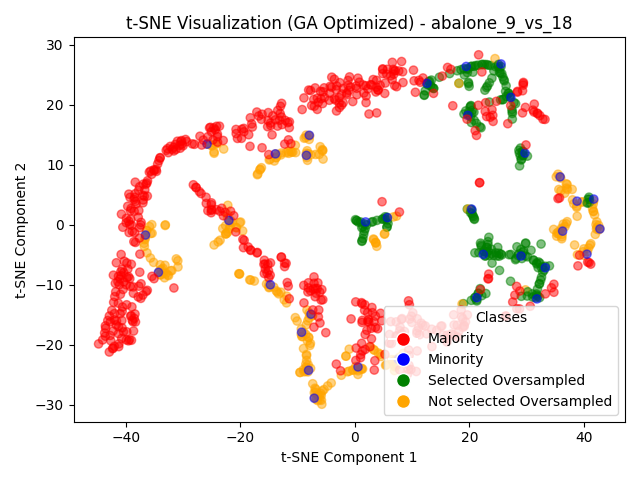 t-SNE Visualization (GA Optimized) - abalone_9_vs_18
30
20
10
0
−10
−20
−30
t-SNE Component 2
−40
−20
0
20
40
t-SNE Component 1
Classes
Majority
Minority
Selected Oversampled
Not selected Oversampled